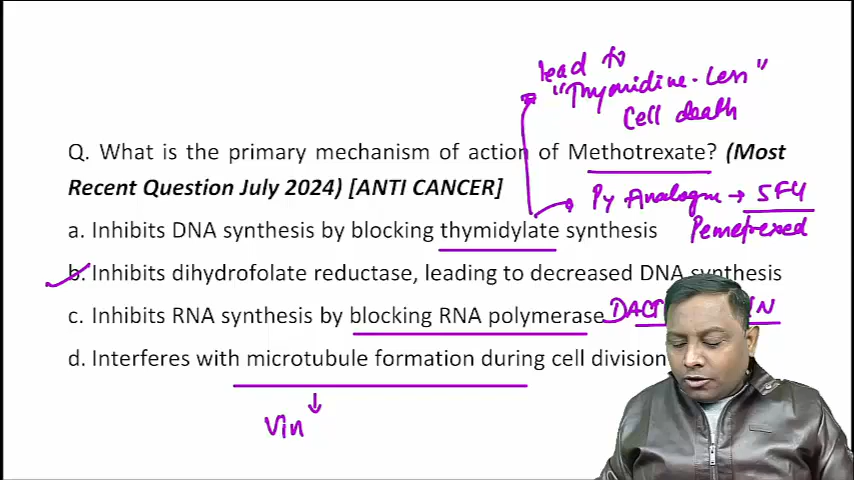 lead to
"Thymidine-Less"
Cell death
Q. What is the primary mechanism of action of Methotrexate? (Most
Recent Question July 2024) [ANTI CANCER]
Py Analogue → 5FU
Pemetrexed
a. Inhibits DNA synthesis by blocking thymidylate synthesis
b. Inhibits dihydrofolate reductase, leading to decreased DNA synthesis
c. Inhibits RNA synthesis by blocking RNA polymerase
d. Interferes with microtubule formation during cell division
Vin